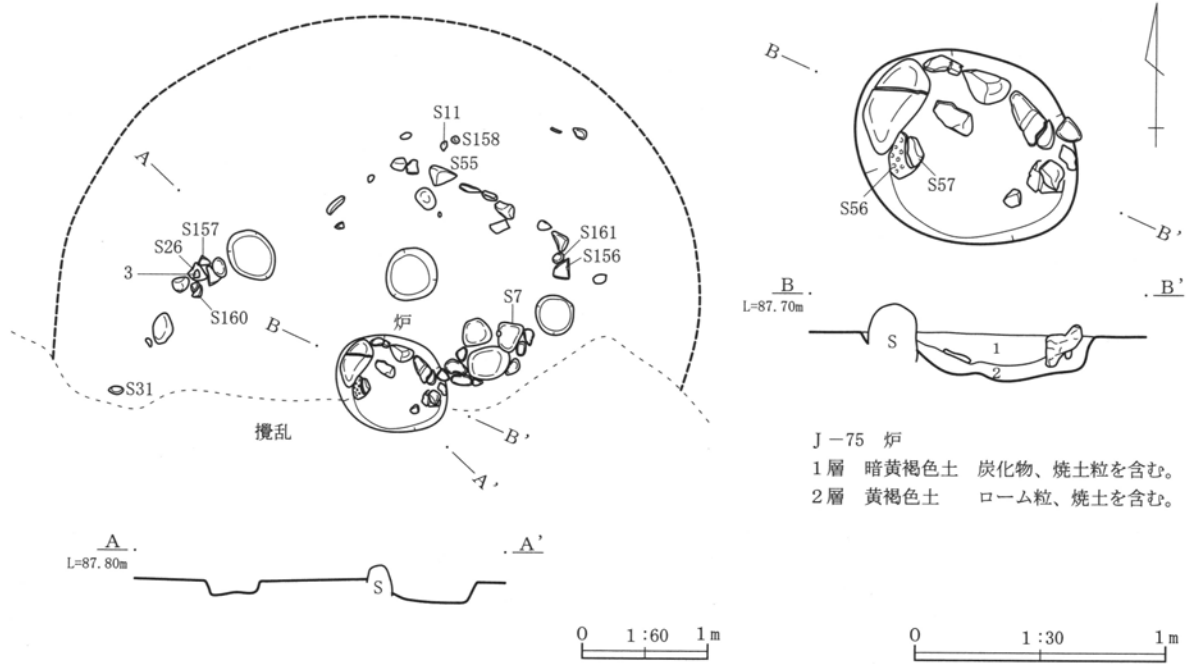 S11
S158
S55
A
S157
S26
3
S160
S161
S156
S7
B
炉
S31
攪乱
B'
A'
A
A'
L=87.80m
S
0 1:60 1m
B
S56
S57
B'
B
B'
L=87.70m
S
1
2
J-75 炉
1層 暗黄褐色土 炭化物、焼土粒を含む。
2層 黄褐色土 ローム粒、焼土を含む。
0 1:30 1m